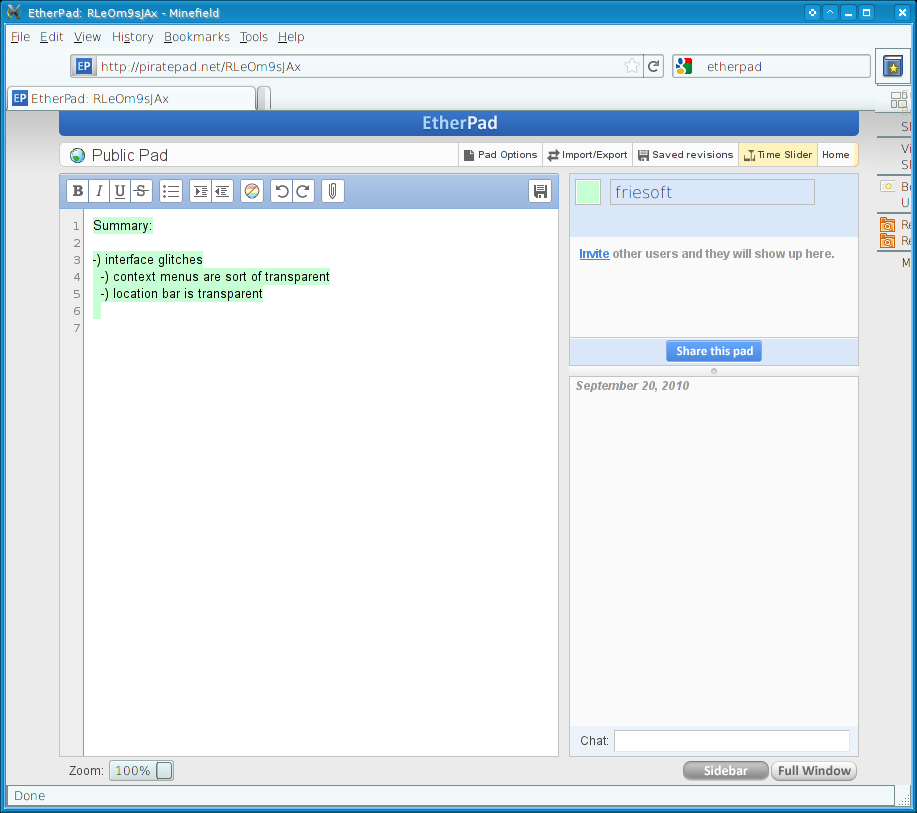 EtherPad: RLeOm9sJAx - Minefield
File Edit View History Bookmarks Tools Help
EP http://piratepad.net/RLeOm9sJAx
etherpad
EP EtherPad: RLeOm9sJAx
EtherPad
Public Pad
Pad Options Import/Export Saved revisions Time Slider Home
B I U S
friesoft
Invite other users and they will show up here.
Share this pad
1 Summary:
2
3 -) interface glitches
4 -) context menus are sort of transparent
5 -) location bar is transparent
6
7
September 20, 2010
Chat:
Zoom: 100%
Sidebar Full Window
Done